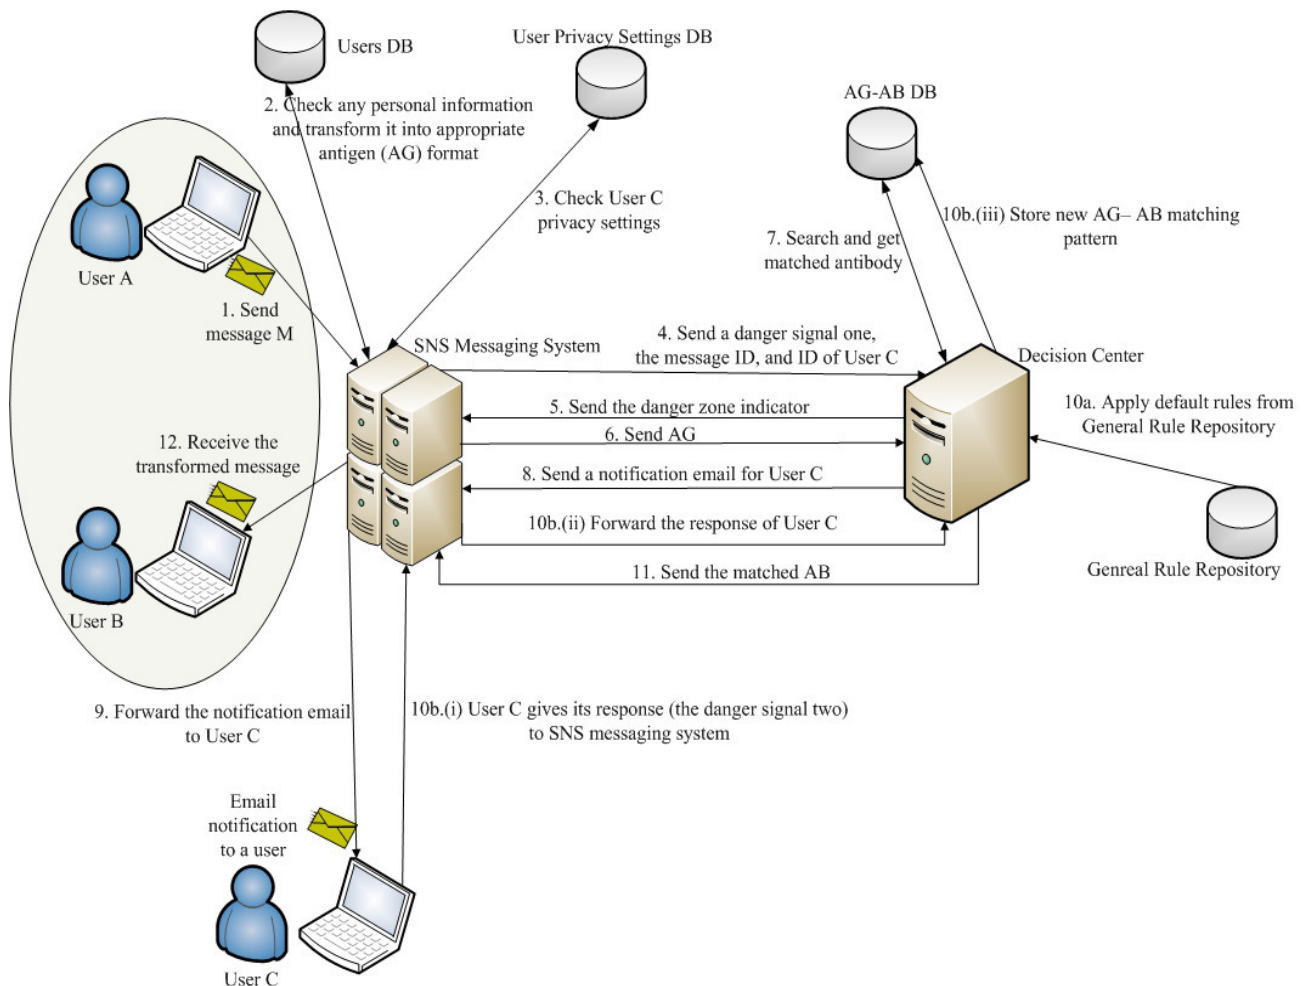 Users DB
User Privacy Settings DB
AG-AB DB
2. Check any personal information
and transform it into appropriate
antigen (AG) format
3. Check User C
privacy settings
10b.(iii) Store new AG– AB matching
pattern
7. Search and get
matched antibody
User A
1. Send
message M
SNS Messaging System
4. Send a danger signal one,
the message ID, and ID of User C
Decision Center
5. Send the danger zone indicator
6. Send AG
10a. Apply default rules from
General Rule Repository
12. Receive the
transformed message
8. Send a notification email for User C
10b.(ii) Forward the response of User C
11. Send the matched AB
Genreal Rule Repository
User B
9. Forward the notification email
to User C
10b.(i) User C gives its response (the danger signal two)
to SNS messaging system
Email
notification
to a user
User C